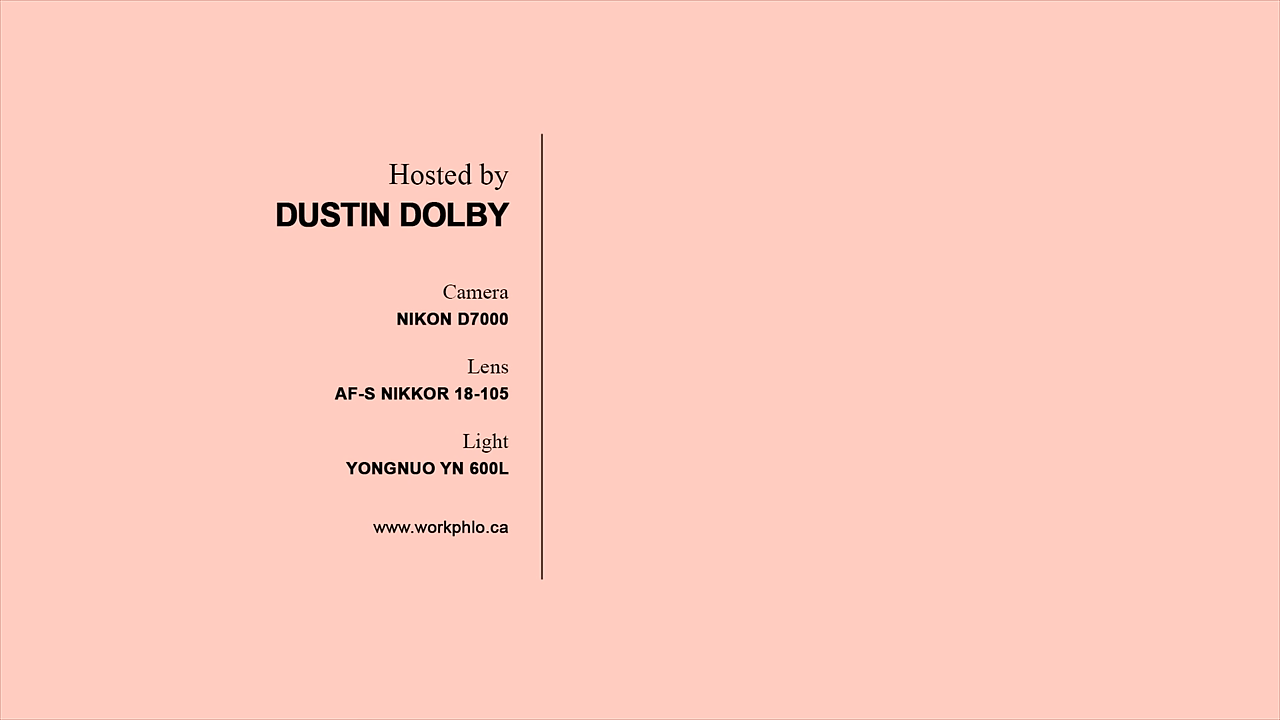 Hosted by
DUSTIN DOLBY
Camera
NIKON D7000
Lens
AF-S NIKKOR 18-105
Light
YONGNUO YN 600L
www.workphlo.ca